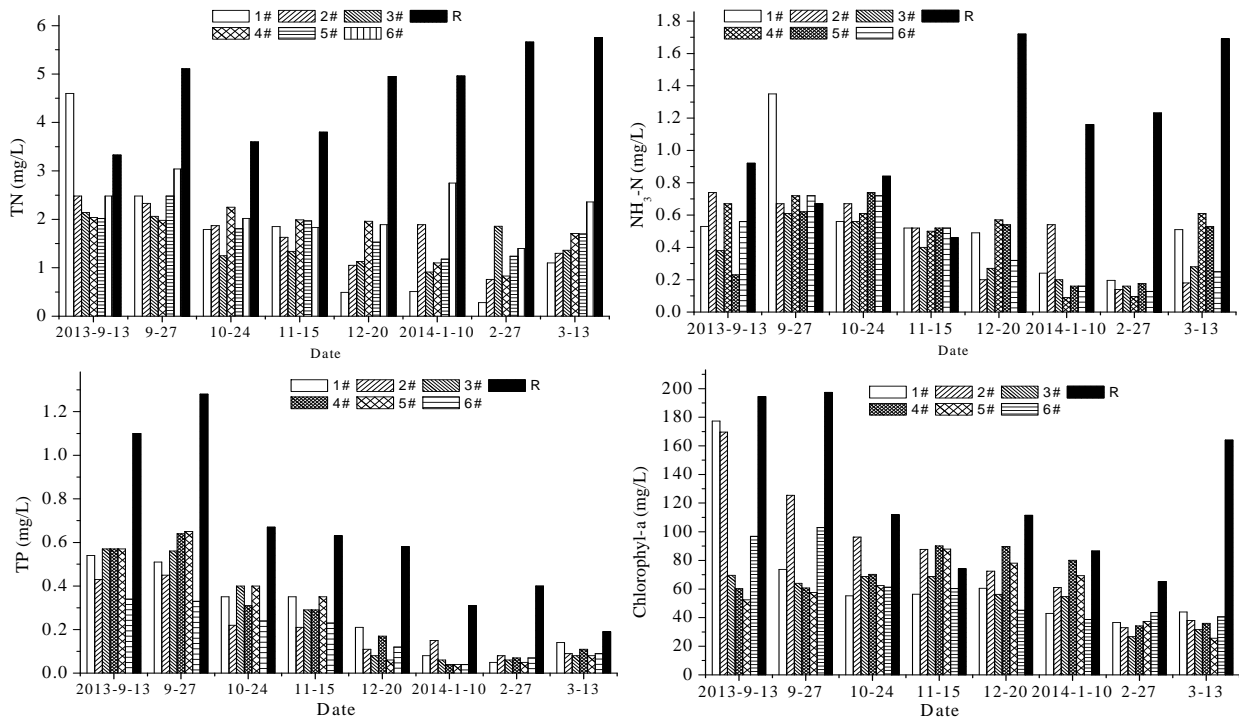 1# 2# 3# R
4# 5# 6#
6
5
4
3
2
1
0
TN (mg/L)
2013-9-13 9-27 10-24 11-15 12-20 2014-1-10 2-27 3-13
Date
1# 2# 3# R
4# 5# 6#
1.8
1.6
1.4
1.2
1.0
0.8
0.6
0.4
0.2
0.0
NH3-N (mg/L)
2013-9-13 9-27 10-24 11-15 12-20 2014-1-10 2-27 3-13
Date
1# 2# 3# R
4# 5# 6#
1.2
1.0
0.8
0.6
0.4
0.2
0.0
TP (mg/L)
2013-9-13 9-27 10-24 11-15 12-20 2014-1-10 2-27 3-13
Date
1# 2# 3# R
4# 5# 6#
200
180
160
140
120
100
80
60
40
20
0
Chlorophyl-a (mg/L)
2013-9-13 9-27 10-24 11-15 12-20 2014-1-10 2-27 3-13
Date